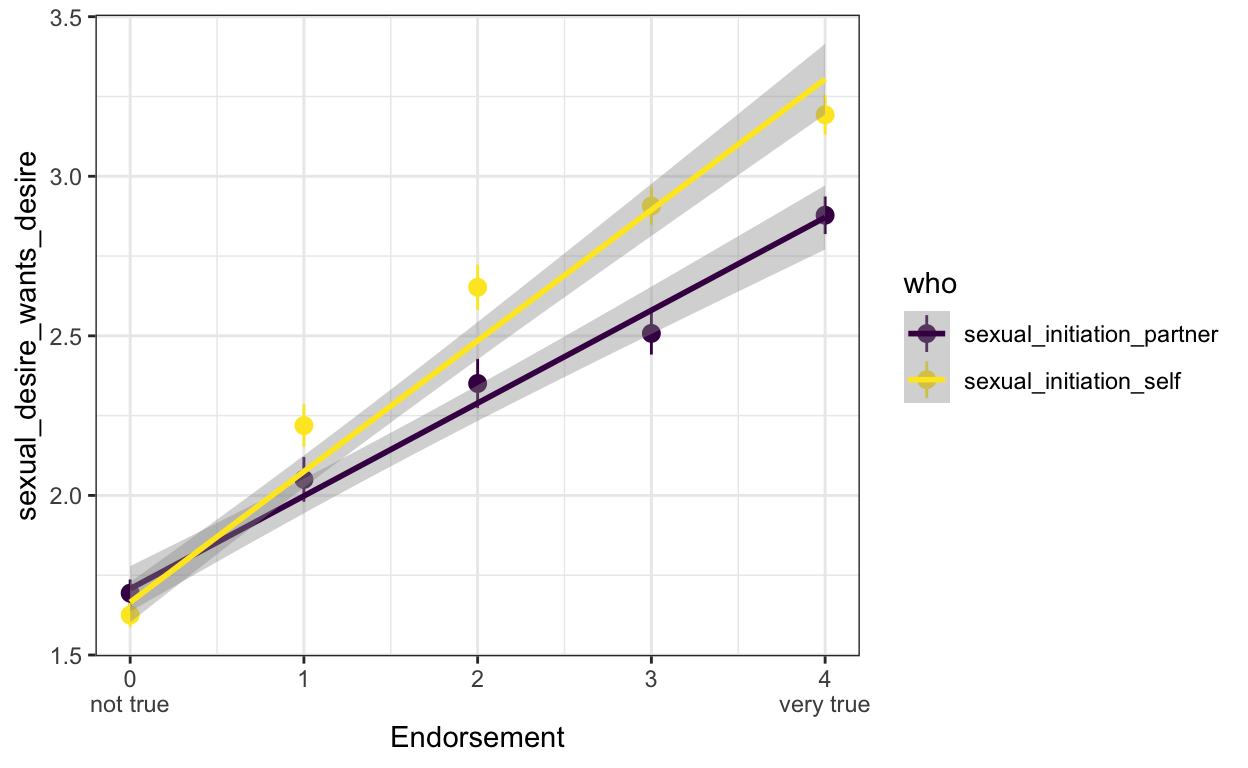 sexual_desire_wants_desire
3.5
3.0
2.5
2.0
1.5
0
not true
1
2
3
4
very true
Endorsement
who
sexual_initiation_partner
sexual_initiation_self